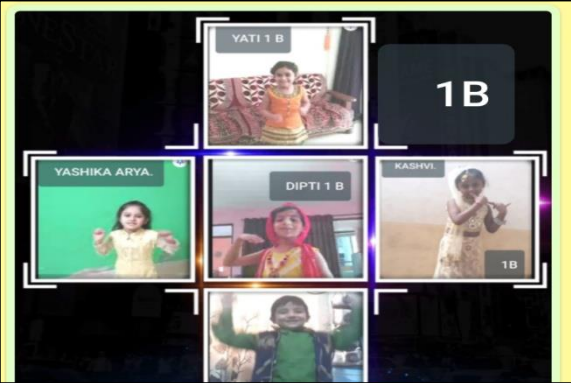 YATI 1 B
1B
YASHIKA ARYA.
DIPTI 1 B
KASHVI.
1B